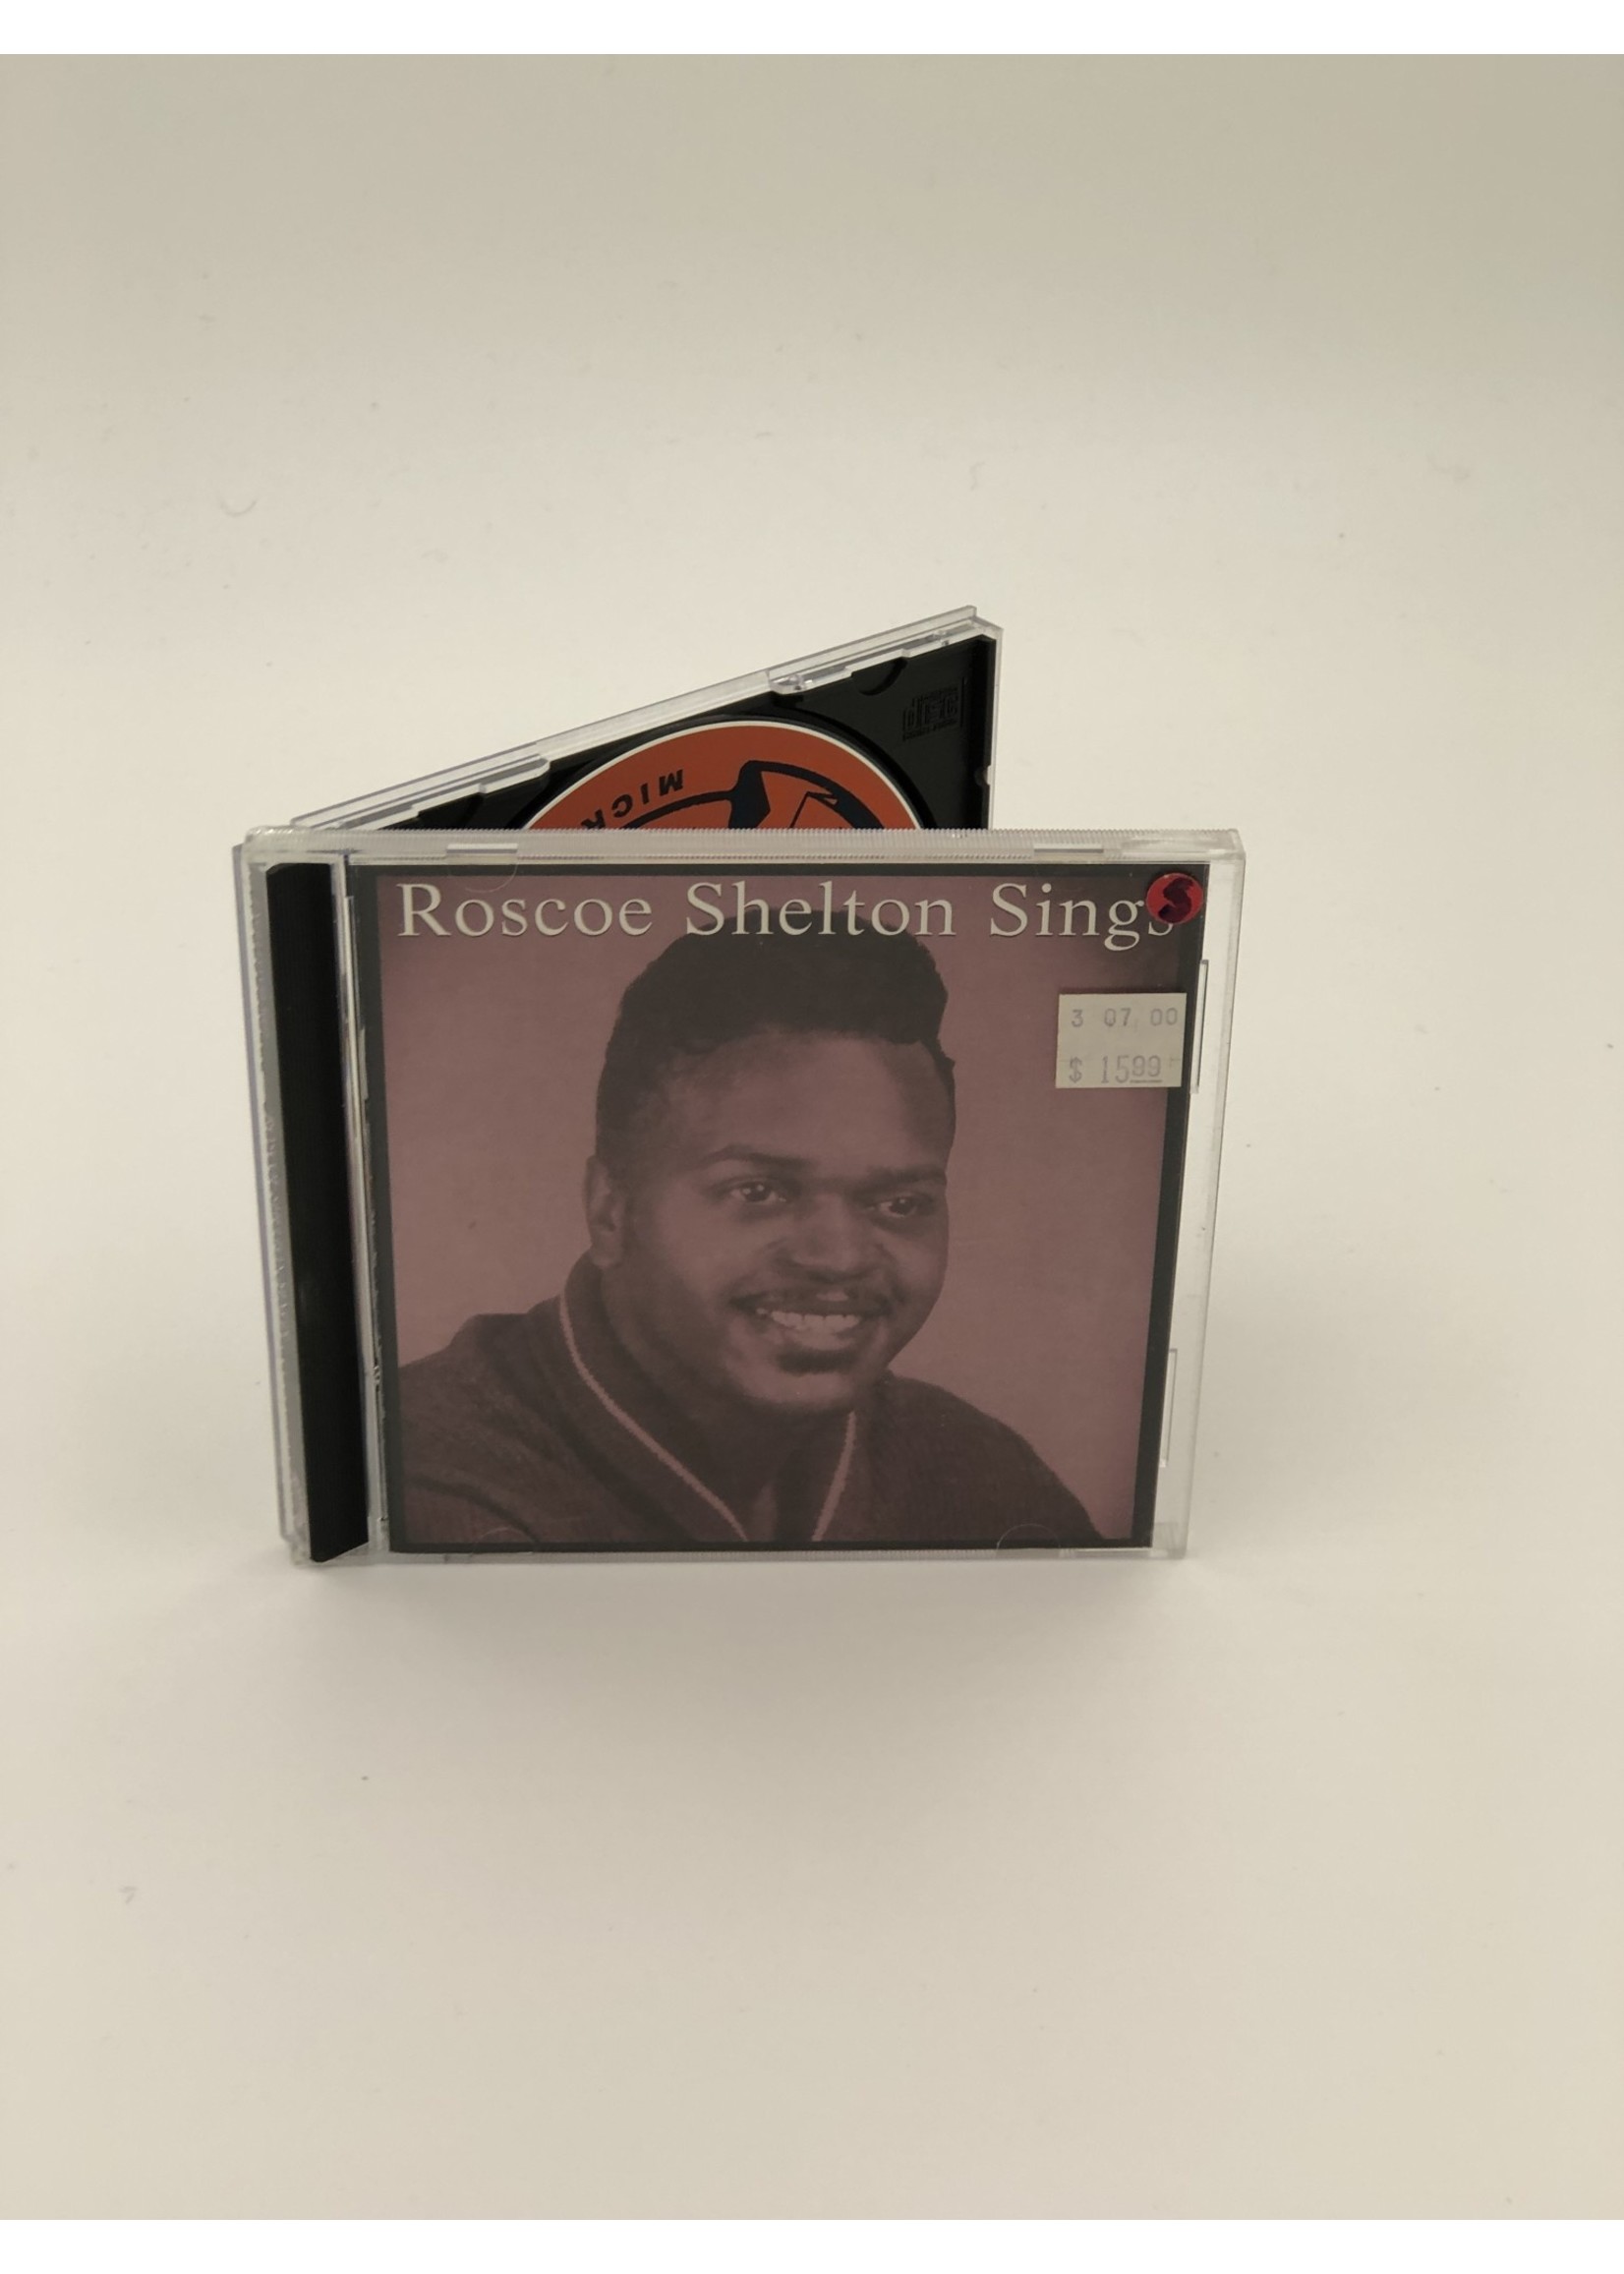 MICK
Roscoe Shelton Sings
S
3 07 00
$ 15.99